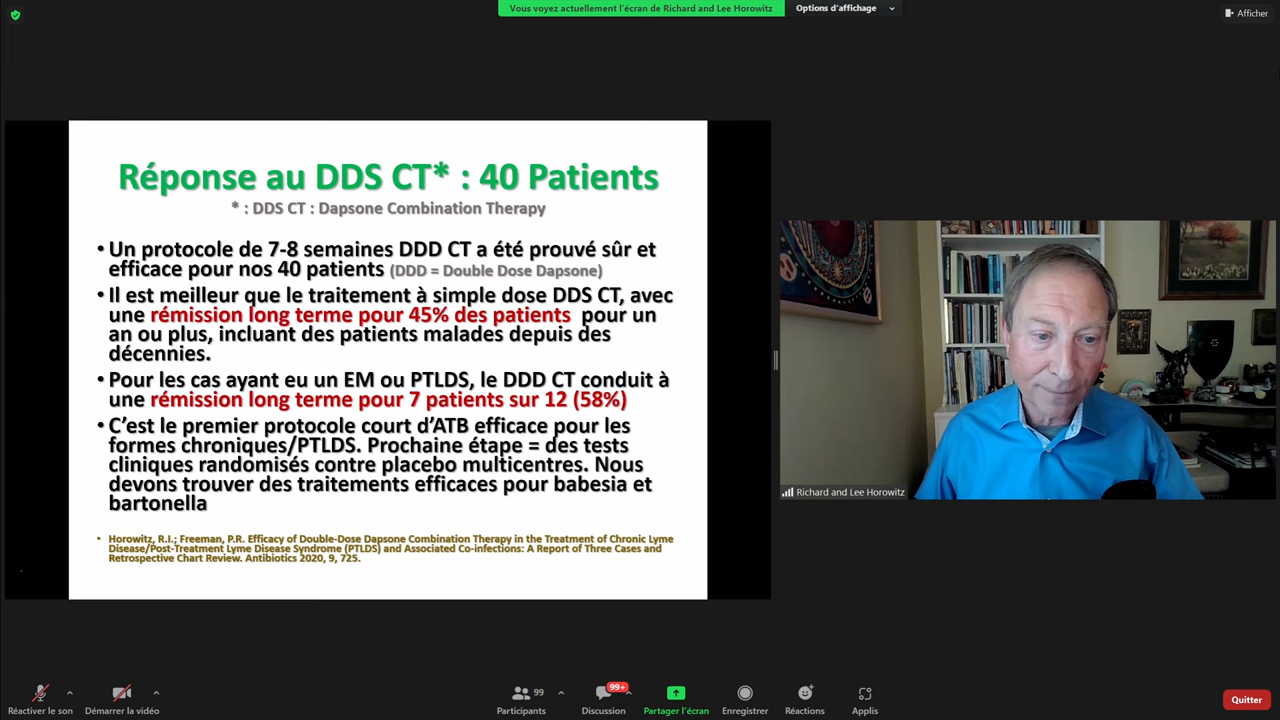 Vous voyez actuellement l'écran de Richard and Lee Horowitz
Options d'affichage
Afficher
Réponse au DDS CT* : 40 Patients
* : DDS CT : Dapsone Combination Therapy
• Un protocole de 7-8 semaines DDD CT a été prouvé sûr et
efficace pour nos 40 patients (DDD = Double Dose Dapsone)
• Il est meilleur que le traitement à simple dose DDS CT, avec
une rémission long terme pour 45% des patients pour un
an ou plus, incluant des patients malades depuis des
décennies.
• Pour les cas ayant eu un EM ou PTLDS, le DDD CT conduit à
une rémission long terme pour 7 patients sur 12 (58%)
• C’est le premier protocole court d’ATB efficace pour les
formes chroniques/PTLDS. Prochaine étape = des tests
cliniques randomisés contre placebo multicentres. Nous
devons trouver des traitements efficaces pour babesia et
bartonella
• Horowitz, R.I.; Freeman, P.R. Efficacy of Double-Dose Dapsone Combination Therapy in the Treatment of Chronic Lyme
Disease/Post-Treatment Lyme Disease Syndrome (PTLDS) and Associated Co-infections: A Report of Three Cases and
Retrospective Chart Review. Antibiotics 2020, 9, 725.
Richard and Lee Horowitz
99
99+
Réactiver le son
Démarrer la vidéo
Participants
Discussion
Partager l'écran
Enregistrer
Réactions
Applis
Quitter